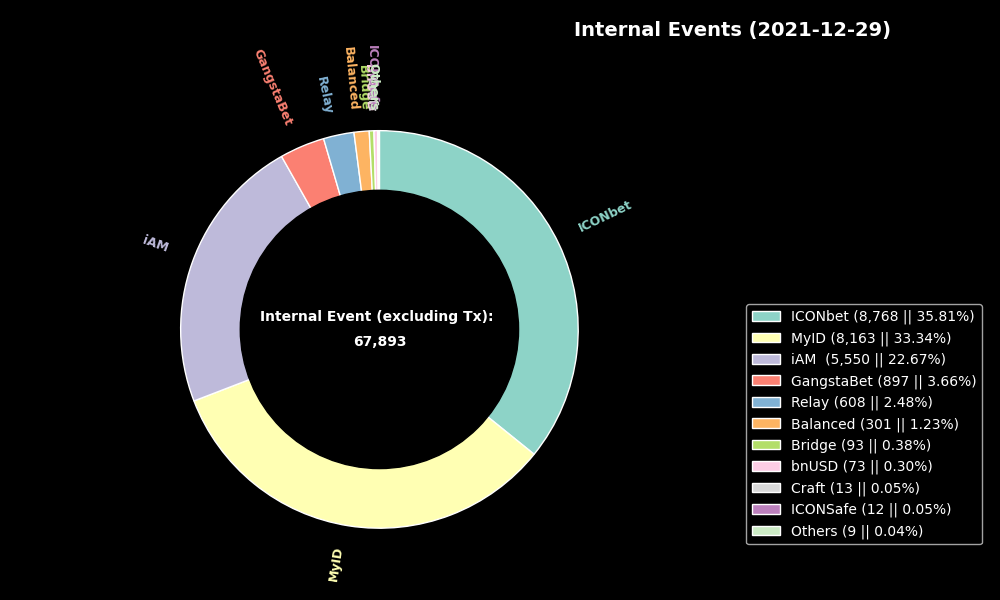 Internal Events (2021-12-29)
GangstaBet
Relay
Balanced
Bridge
ICONbet
iAM
MyID
Internal Event (excluding Tx):
67,893
ICONbet (8,768 || 35.81%)
MyID (8,163 || 33.34%)
iAM (5,550 || 22.67%)
GangstaBet (897 || 3.66%)
Relay (608 || 2.48%)
Balanced (301 || 1.23%)
Bridge (93 || 0.38%)
bnUSD (73 || 0.30%)
Craft (13 || 0.05%)
ICONSafe (12 || 0.05%)
Others (9 || 0.04%)